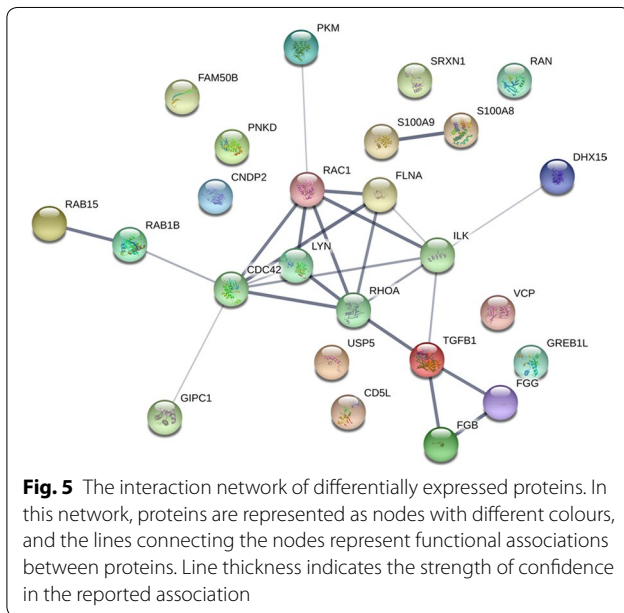 PKM
SRXN1
RAN
FAM50B
S100A9
S100A8
PNKD
DHX15
CNDP2
RAC1
FLNA
RAB15
RAB1B
LYN
ILK
CDC42
RHOA
VCP
USP5
TGFB1
GREB1L
GIPC1
CD5L
FGG
FGB
Fig. 5 The interaction network of differentially expressed proteins. In
this network, proteins are represented as nodes with different colours,
and the lines connecting the nodes represent functional associations
between proteins. Line thickness indicates the strength of confidence
in the reported association